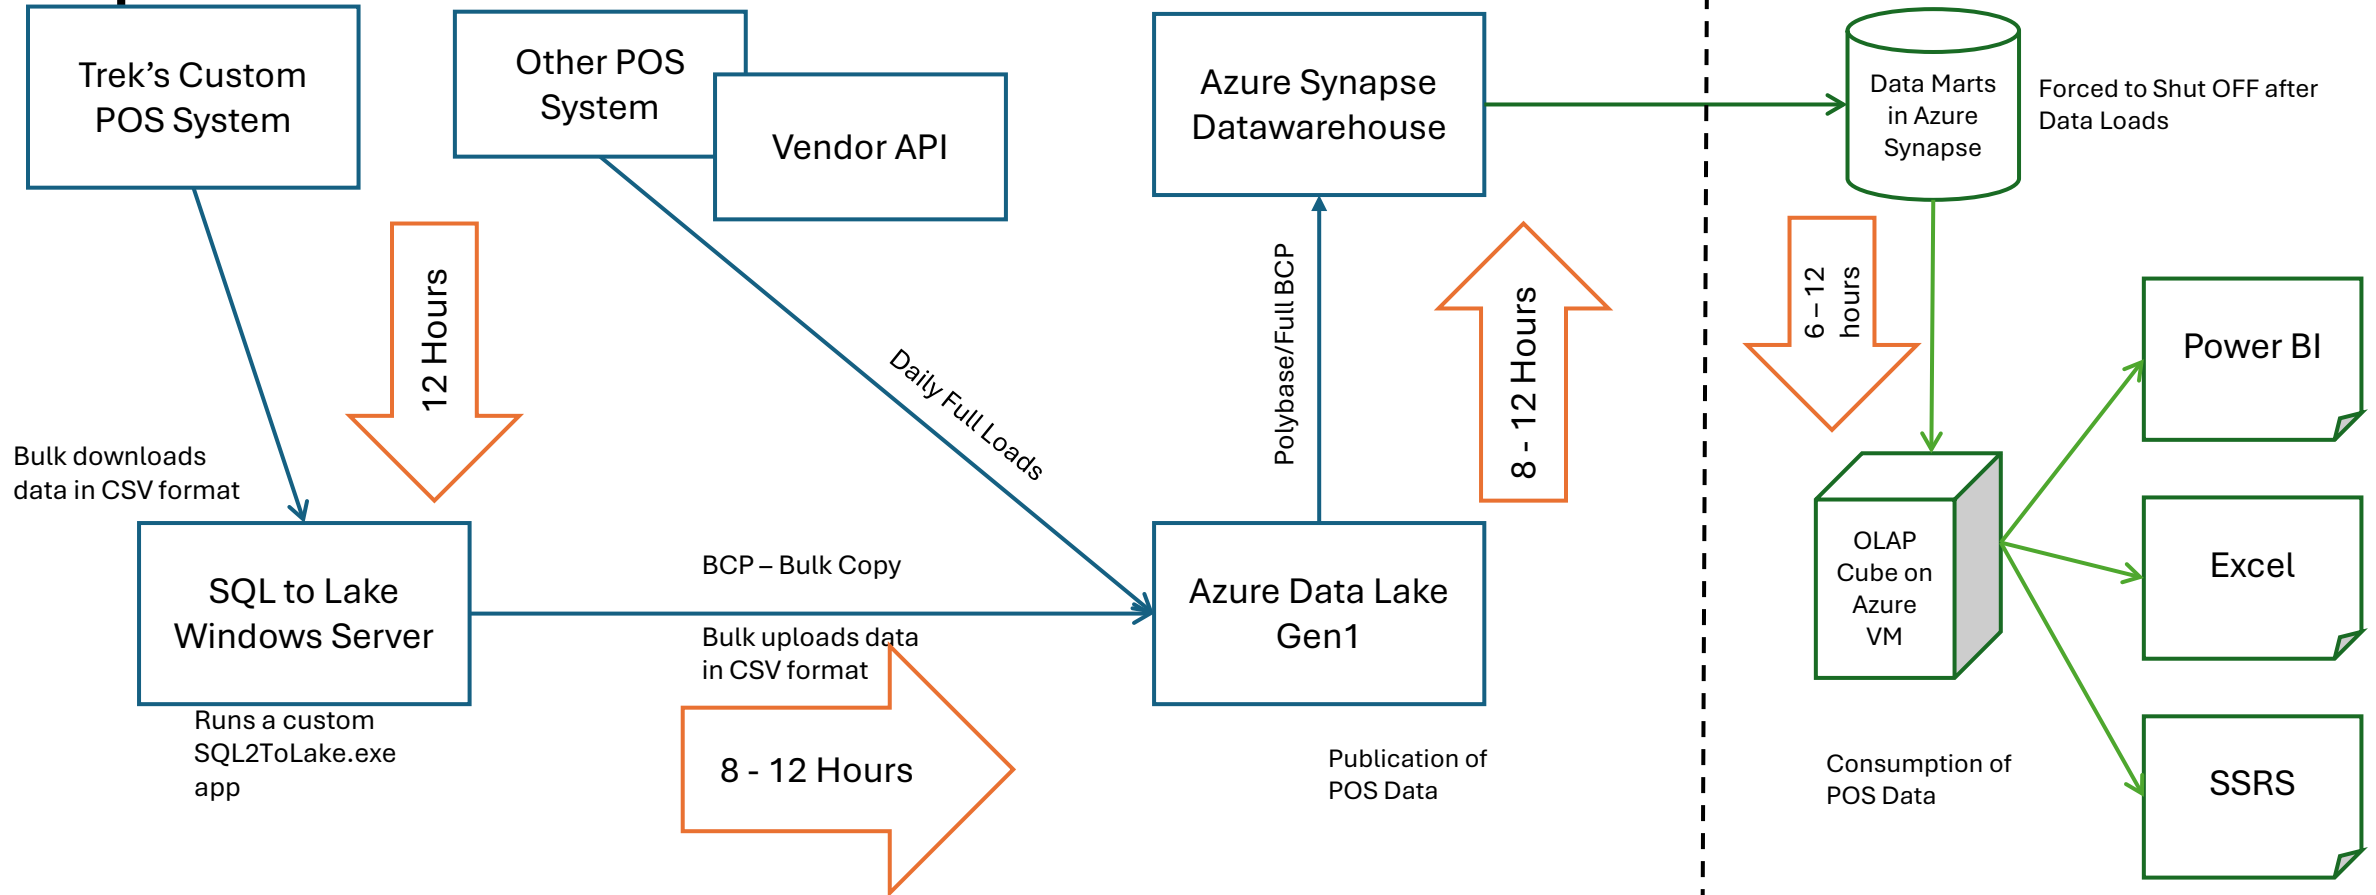 Trek’s Custom
POS System
Other POS
System
Vendor API
Azure Synapse
Datawarehouse
Data Marts
in Azure
Synapse
Forced to Shut OFF after
Data Loads
12 Hours
Daily Full Loads
Polybase/Full BCP
8 - 12 Hours
6 – 12
hours
Power BI
Bulk downloads
data in CSV format
SQL to Lake
Windows Server
BCP – Bulk Copy
Bulk uploads data
in CSV format
Azure Data Lake
Gen1
OLAP
Cube on
Azure
VM
Excel
Runs a custom
SQL2ToLake.exe
app
8 - 12 Hours
Publication of
POS Data
Consumption of
POS Data
SSRS